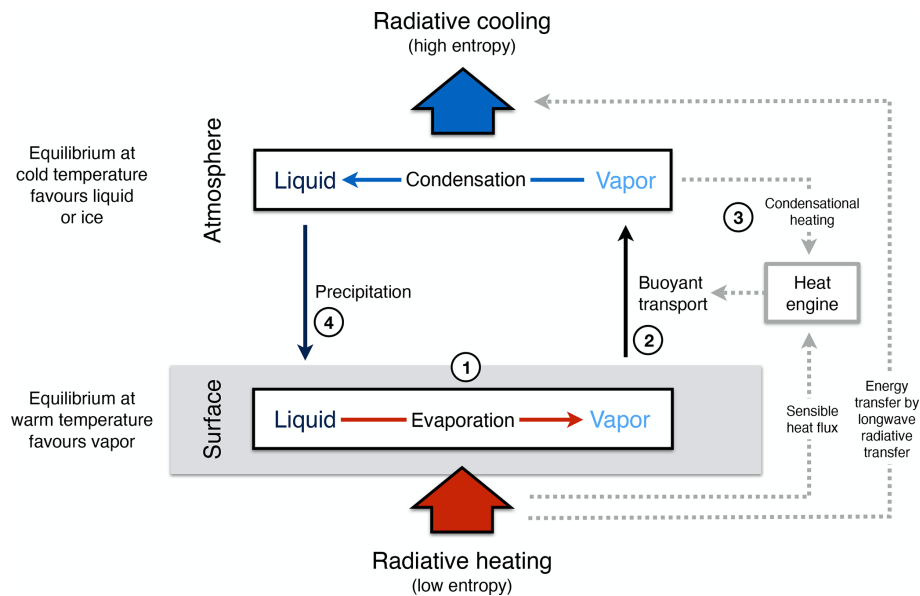 Radiative cooling
(high entropy)
Equilibrium at
cold temperature
favours liquid
or ice
Atmosphere
Liquid
Condensation
Vapor
3
Condensational
heating
Precipitation
4
Buoyant
transport
2
Heat
engine
1
Equilibrium at
warm temperature
favours vapor
Surface
Liquid
Evaporation
Vapor
Sensible
heat flux
Energy
transfer by
longwave
radiative
transfer
Radiative heating
(low entropy)